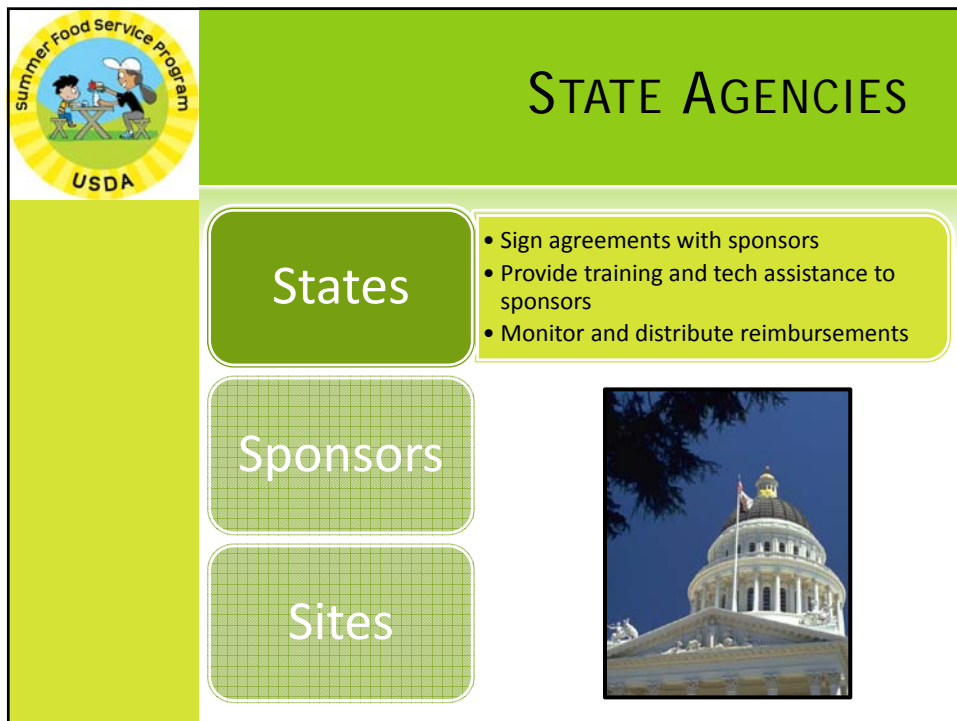 Summer Food Service Program
USDA
STATE AGENCIES
States
• Sign agreements with sponsors
• Provide training and tech assistance to
sponsors
• Monitor and distribute reimbursements
Sponsors
Sites